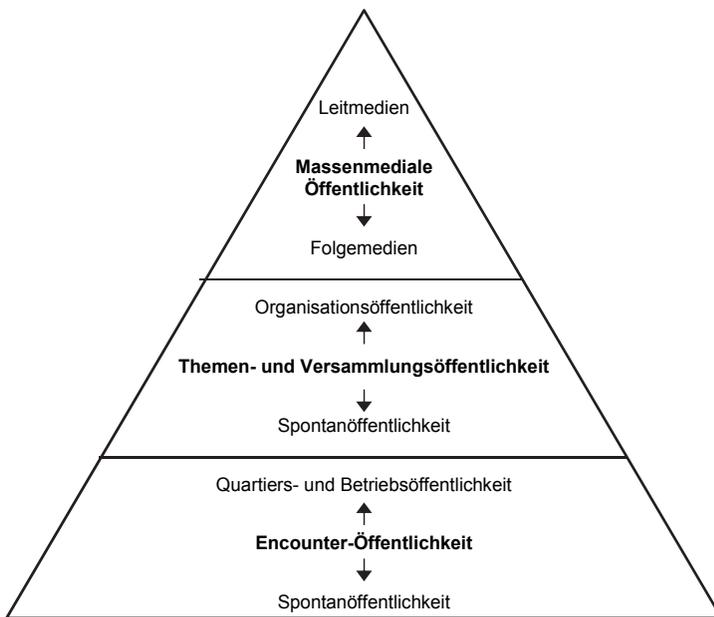 Leitmedien
Massenmediale
Öffentlichkeit
Folgemedien
Organisationsöffentlichkeit
Themen- und Versammlungsöffentlichkeit
Spontanöffentlichkeit
Quartiers- und Betriebsöffentlichkeit
Encounter-Öffentlichkeit
Spontanöffentlichkeit